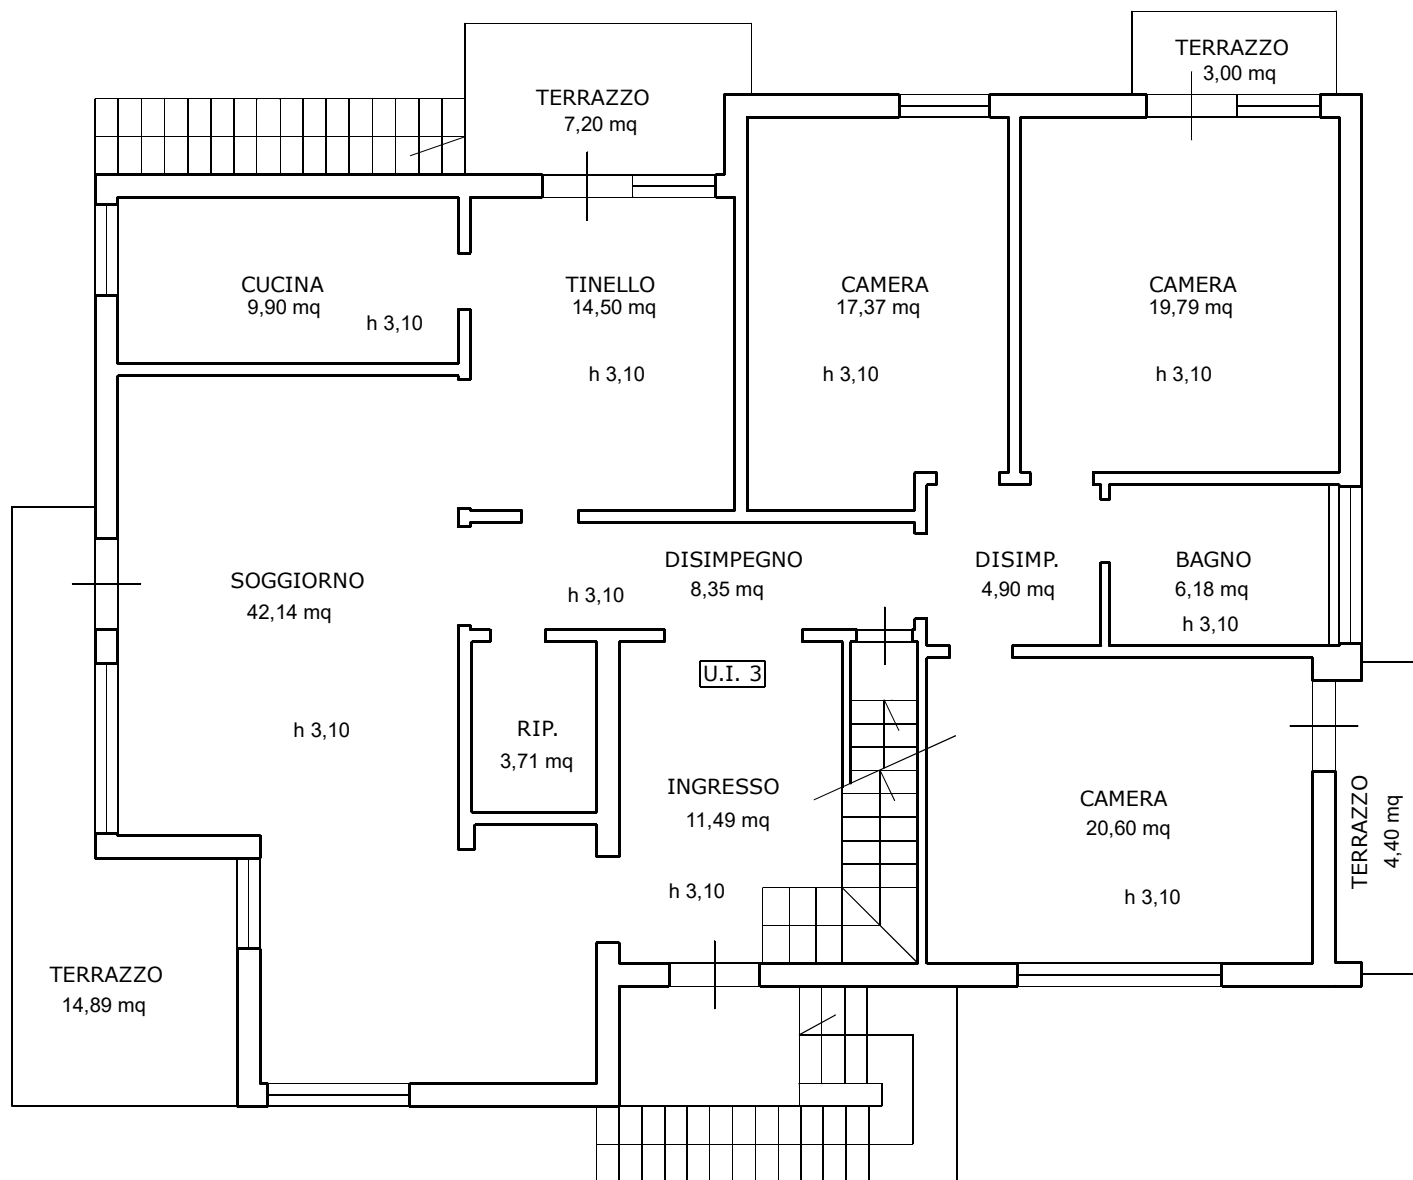 TERRAZZO
3,00 mq
TERRAZZO
7,20 mq
CUCINA
9,90 mq
h 3,10
TINELLO
14,50 mq
h 3,10
CAMERA
17,37 mq
h 3,10
CAMERA
19,79 mq
h 3,10
SOGGIORNO
42,14 mq
h 3,10
DISIMPEGNO
8,35 mq
h 3,10
DISIMP.
4,90 mq
BAGNO
6,18 mq
h 3,10
U.I. 3
RIP.
3,71 mq
INGRESSO
11,49 mq
h 3,10
CAMERA
20,60 mq
h 3,10
TERRAZZO
4,40 mq
TERRAZZO
14,89 mq